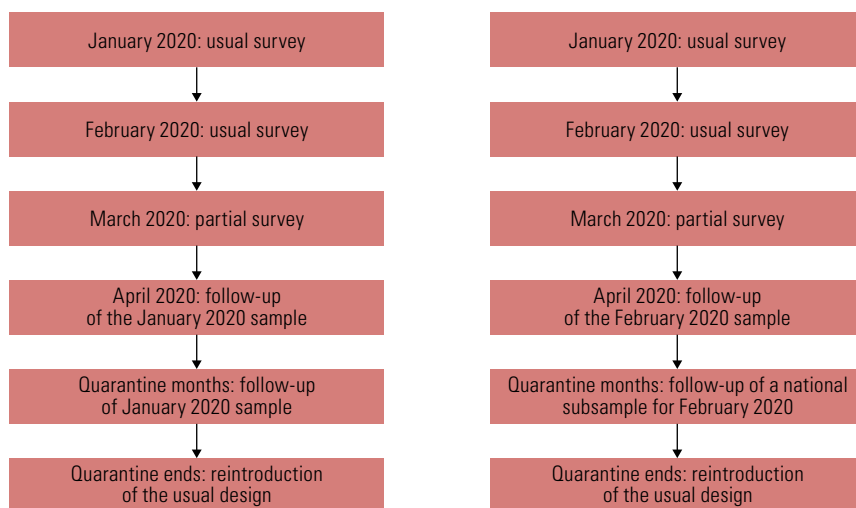 January 2020: usual survey
February 2020: usual survey
March 2020: partial survey
April 2020: follow-up
of the January 2020 sample
Quarantine months: follow-up
of January 2020 sample
Quarantine ends: reintroduction
of the usual design
January 2020: usual survey
February 2020: usual survey
March 2020: partial survey
April 2020: follow-up
of the February 2020 sample
Quarantine months: follow-up of a national
subsample for February 2020
Quarantine ends: reintroduction
of the usual design